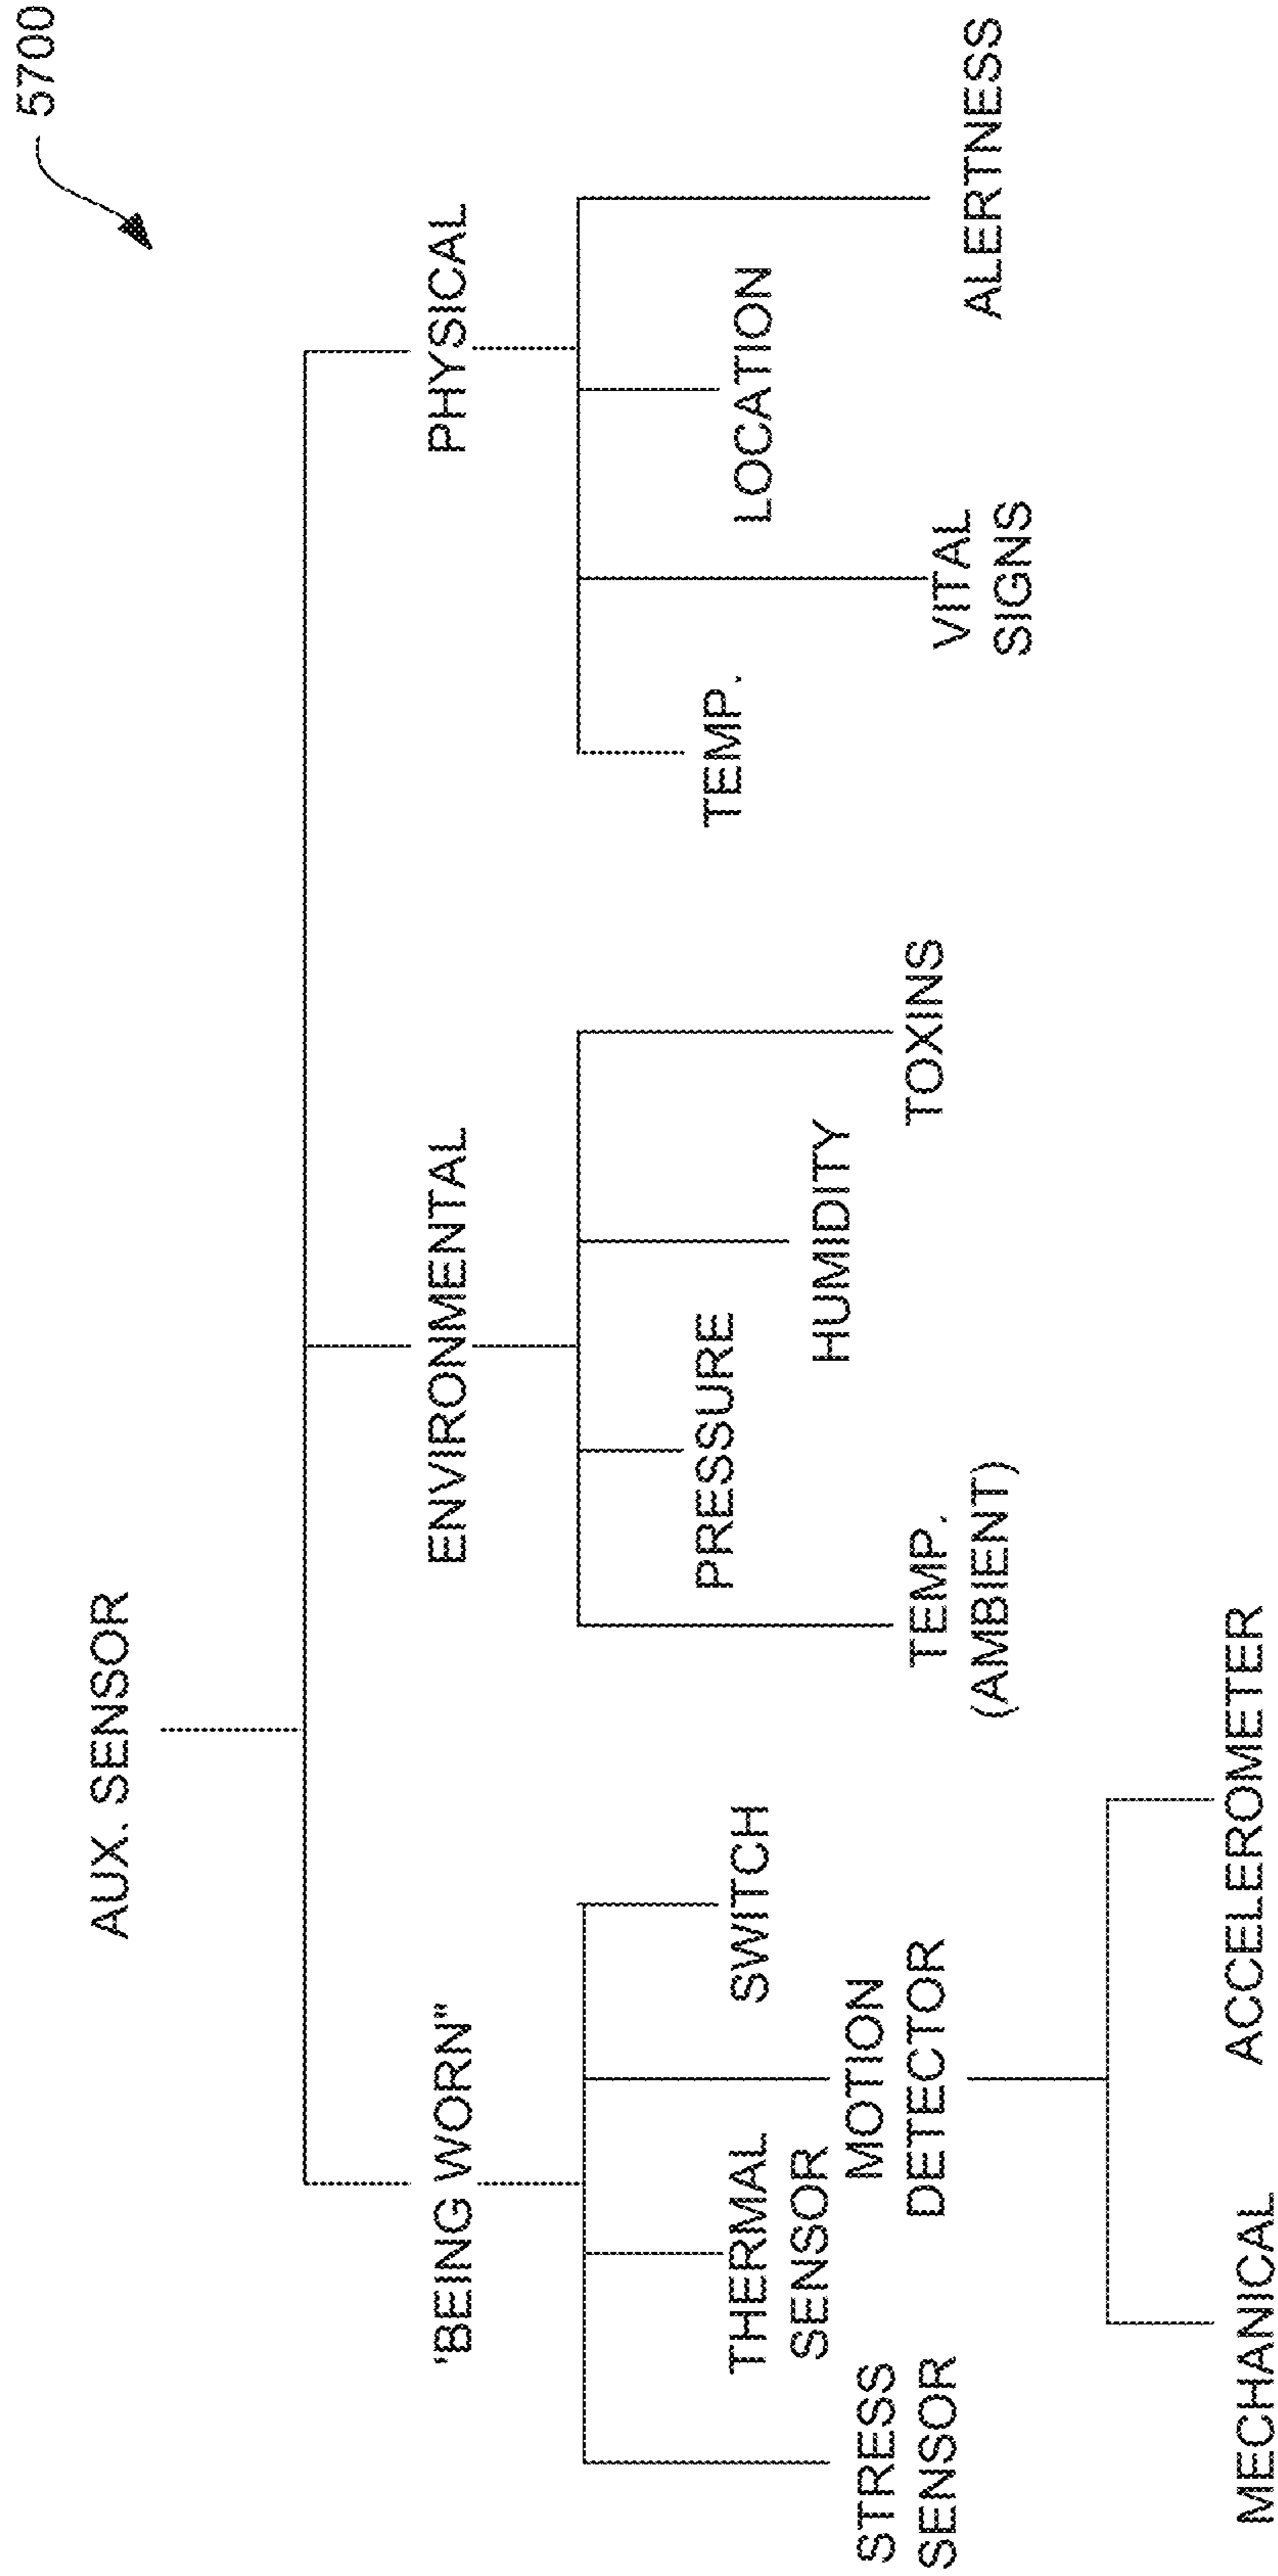 5700
AUX. SENSOR
'BEING WORN"
ENVIRONMENTAL
PHYSICAL
STRESS
SENSOR
THERMAL
SENSOR
MOTION
DETECTOR
SWITCH
MECHANICAL
ACCELEROMETER
TEMP.
(AMBIENT)
PRESSURE
HUMIDITY
TOXINS
TEMP.
VITAL
SIGNS
LOCATION
ALERTNESS